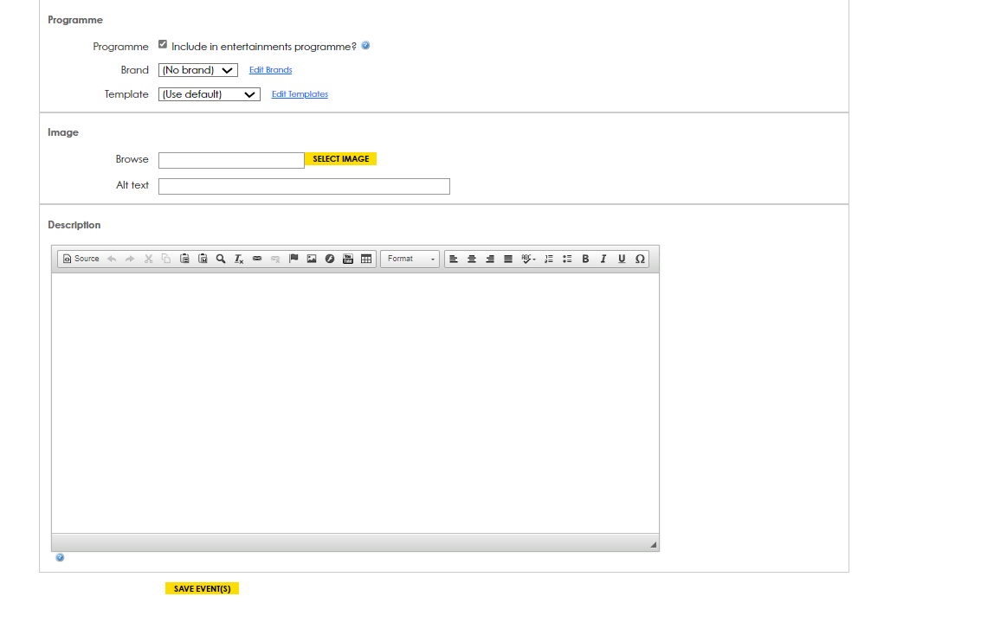 Programme
Programme Include in entertainments programme?
Brand (No brand) Edit Brands
Template (Use default) Edit Templates
Image
Browse SELECT IMAGE
Alt text
Description
Source Format ABC B I U Ω
SAVE EVENT(S)